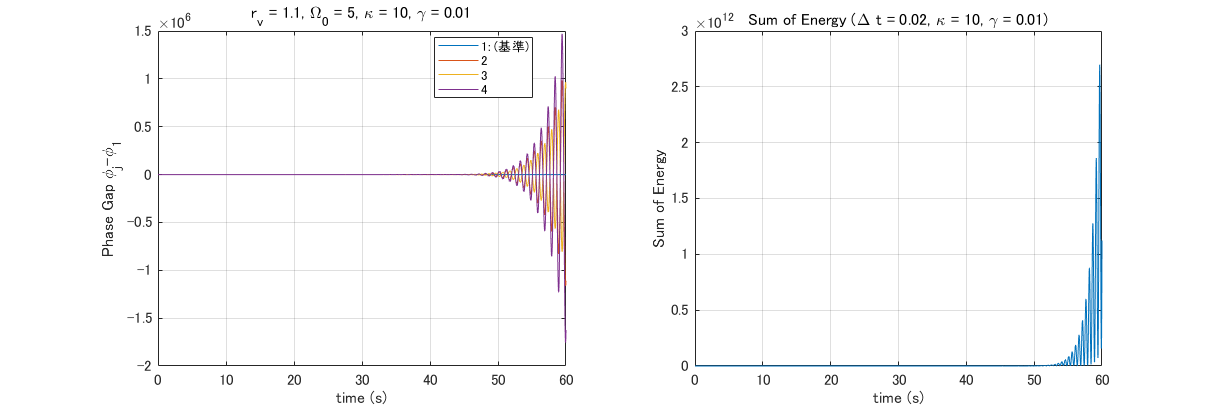 r_v = 1.1, Ω_0 = 5, κ = 10, γ = 0.01
×10^6
1.5
1
0.5
0
−0.5
−1
−1.5
−2
Phase Gap ϕ_j−ϕ_1
0 10 20 30 40 50 60
time (s)
1:(基準)
2
3
4
Sum of Energy (Δ t = 0.02, κ = 10, γ = 0.01)
×10^12
3
2.5
2
1.5
1
0.5
0
Sum of Energy
0 10 20 30 40 50 60
time (s)